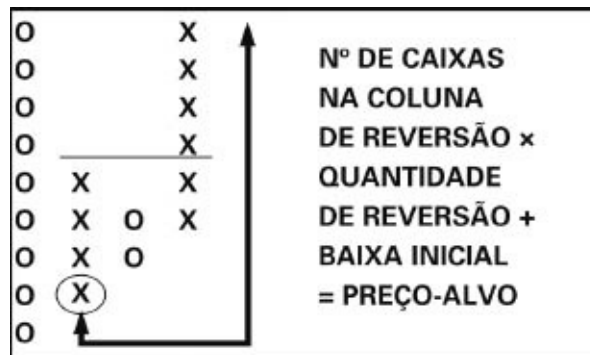 O X
O X
O X
O X
O X X
O X O X
O X O
O X
O
Nº DE CAIXAS
NA COLUNA
DE REVERSÃO ×
QUANTIDADE
DE REVERSÃO +
BAIXA INICIAL
= PREÇO-ALVO